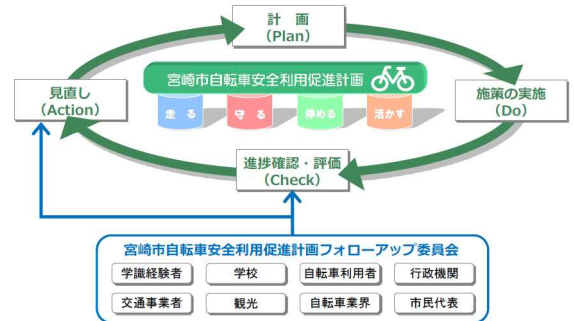 計 画
(Plan)
宮崎市自転車安全利用促進計画
見直し
(Action)
施策の実施
(Do)
走 る
守 る
停める
活かす
進捗確認・評価
(Check)
宮崎市自転車安全利用促進計画フォローアップ委員会
学識経験者
学校
自転車利用者
行政機関
交通事業者
観光
自転車業界
市民代表